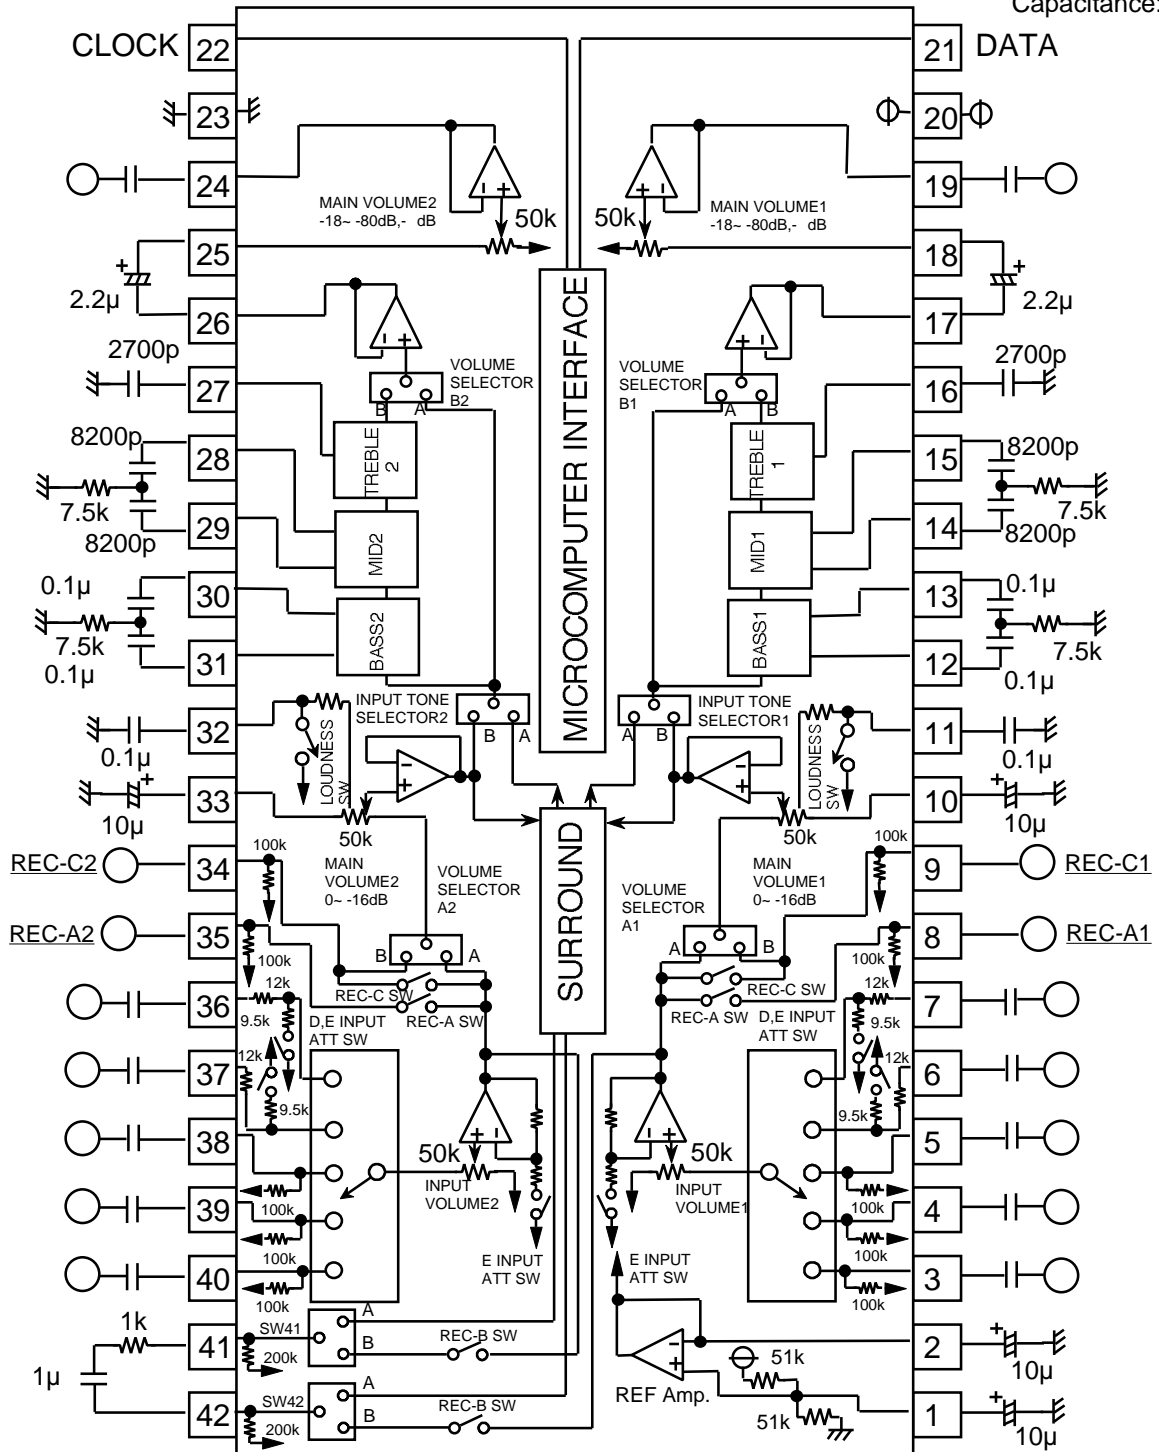 Capacitance:
CLOCK
22
21
DATA
23
20
24
19
MAIN VOLUME2
-18~ -80dB,- dB
50k
50k
MAIN VOLUME1
-18~ -80dB,- dB
25
18
+
2.2μ
+
2.2μ
26
17
2700p
27
VOLUME
SELECTOR
B2
B
A
VOLUME
SELECTOR
B1
A
B
2700p
16
MICROCOMPUTER INTERFACE
8200p
28
TREBLE
2
TREBLE
1
15
8200p
7.5k
8200p
29
MID2
MID1
14
7.5k
8200p
0.1μ
30
BASS2
BASS1
13
0.1μ
7.5k
0.1μ
31
12
7.5k
0.1μ
INPUT TONE
SELECTOR2
B
A
INPUT TONE
SELECTOR1
A
B
32
0.1μ
LOUDNESS
SW
LOUDNESS
SW
11
0.1μ
33
+
10μ
50k
50k
10
+
10μ
REC-C2
34
100k
MAIN
VOLUME2
0~ -16dB
VOLUME
SELECTOR
A2
SURROUND
VOLUME
SELECTOR
A1
MAIN
VOLUME1
0~ -16dB
100k
9
REC-C1
REC-A2
35
100k
B
A
A
B
100k
8
REC-A1
REC-C SW
REC-A SW
REC-C SW
REC-A SW
36
12k
9.5k
D,E INPUT
ATT SW
D,E INPUT
ATT SW
12k
9.5k
7
37
12k
9.5k
12k
9.5k
6
38
100k
50k
INPUT
VOLUME2
50k
INPUT
VOLUME1
5
100k
39
100k
4
100k
40
100k
E INPUT
ATT SW
E INPUT
ATT SW
3
100k
1k
41
SW41
200k
A
B
REC-B SW
2
+
10μ
1μ
42
SW42
200k
A
B
REC-B SW
REF Amp.
51k
51k
1
+
10μ